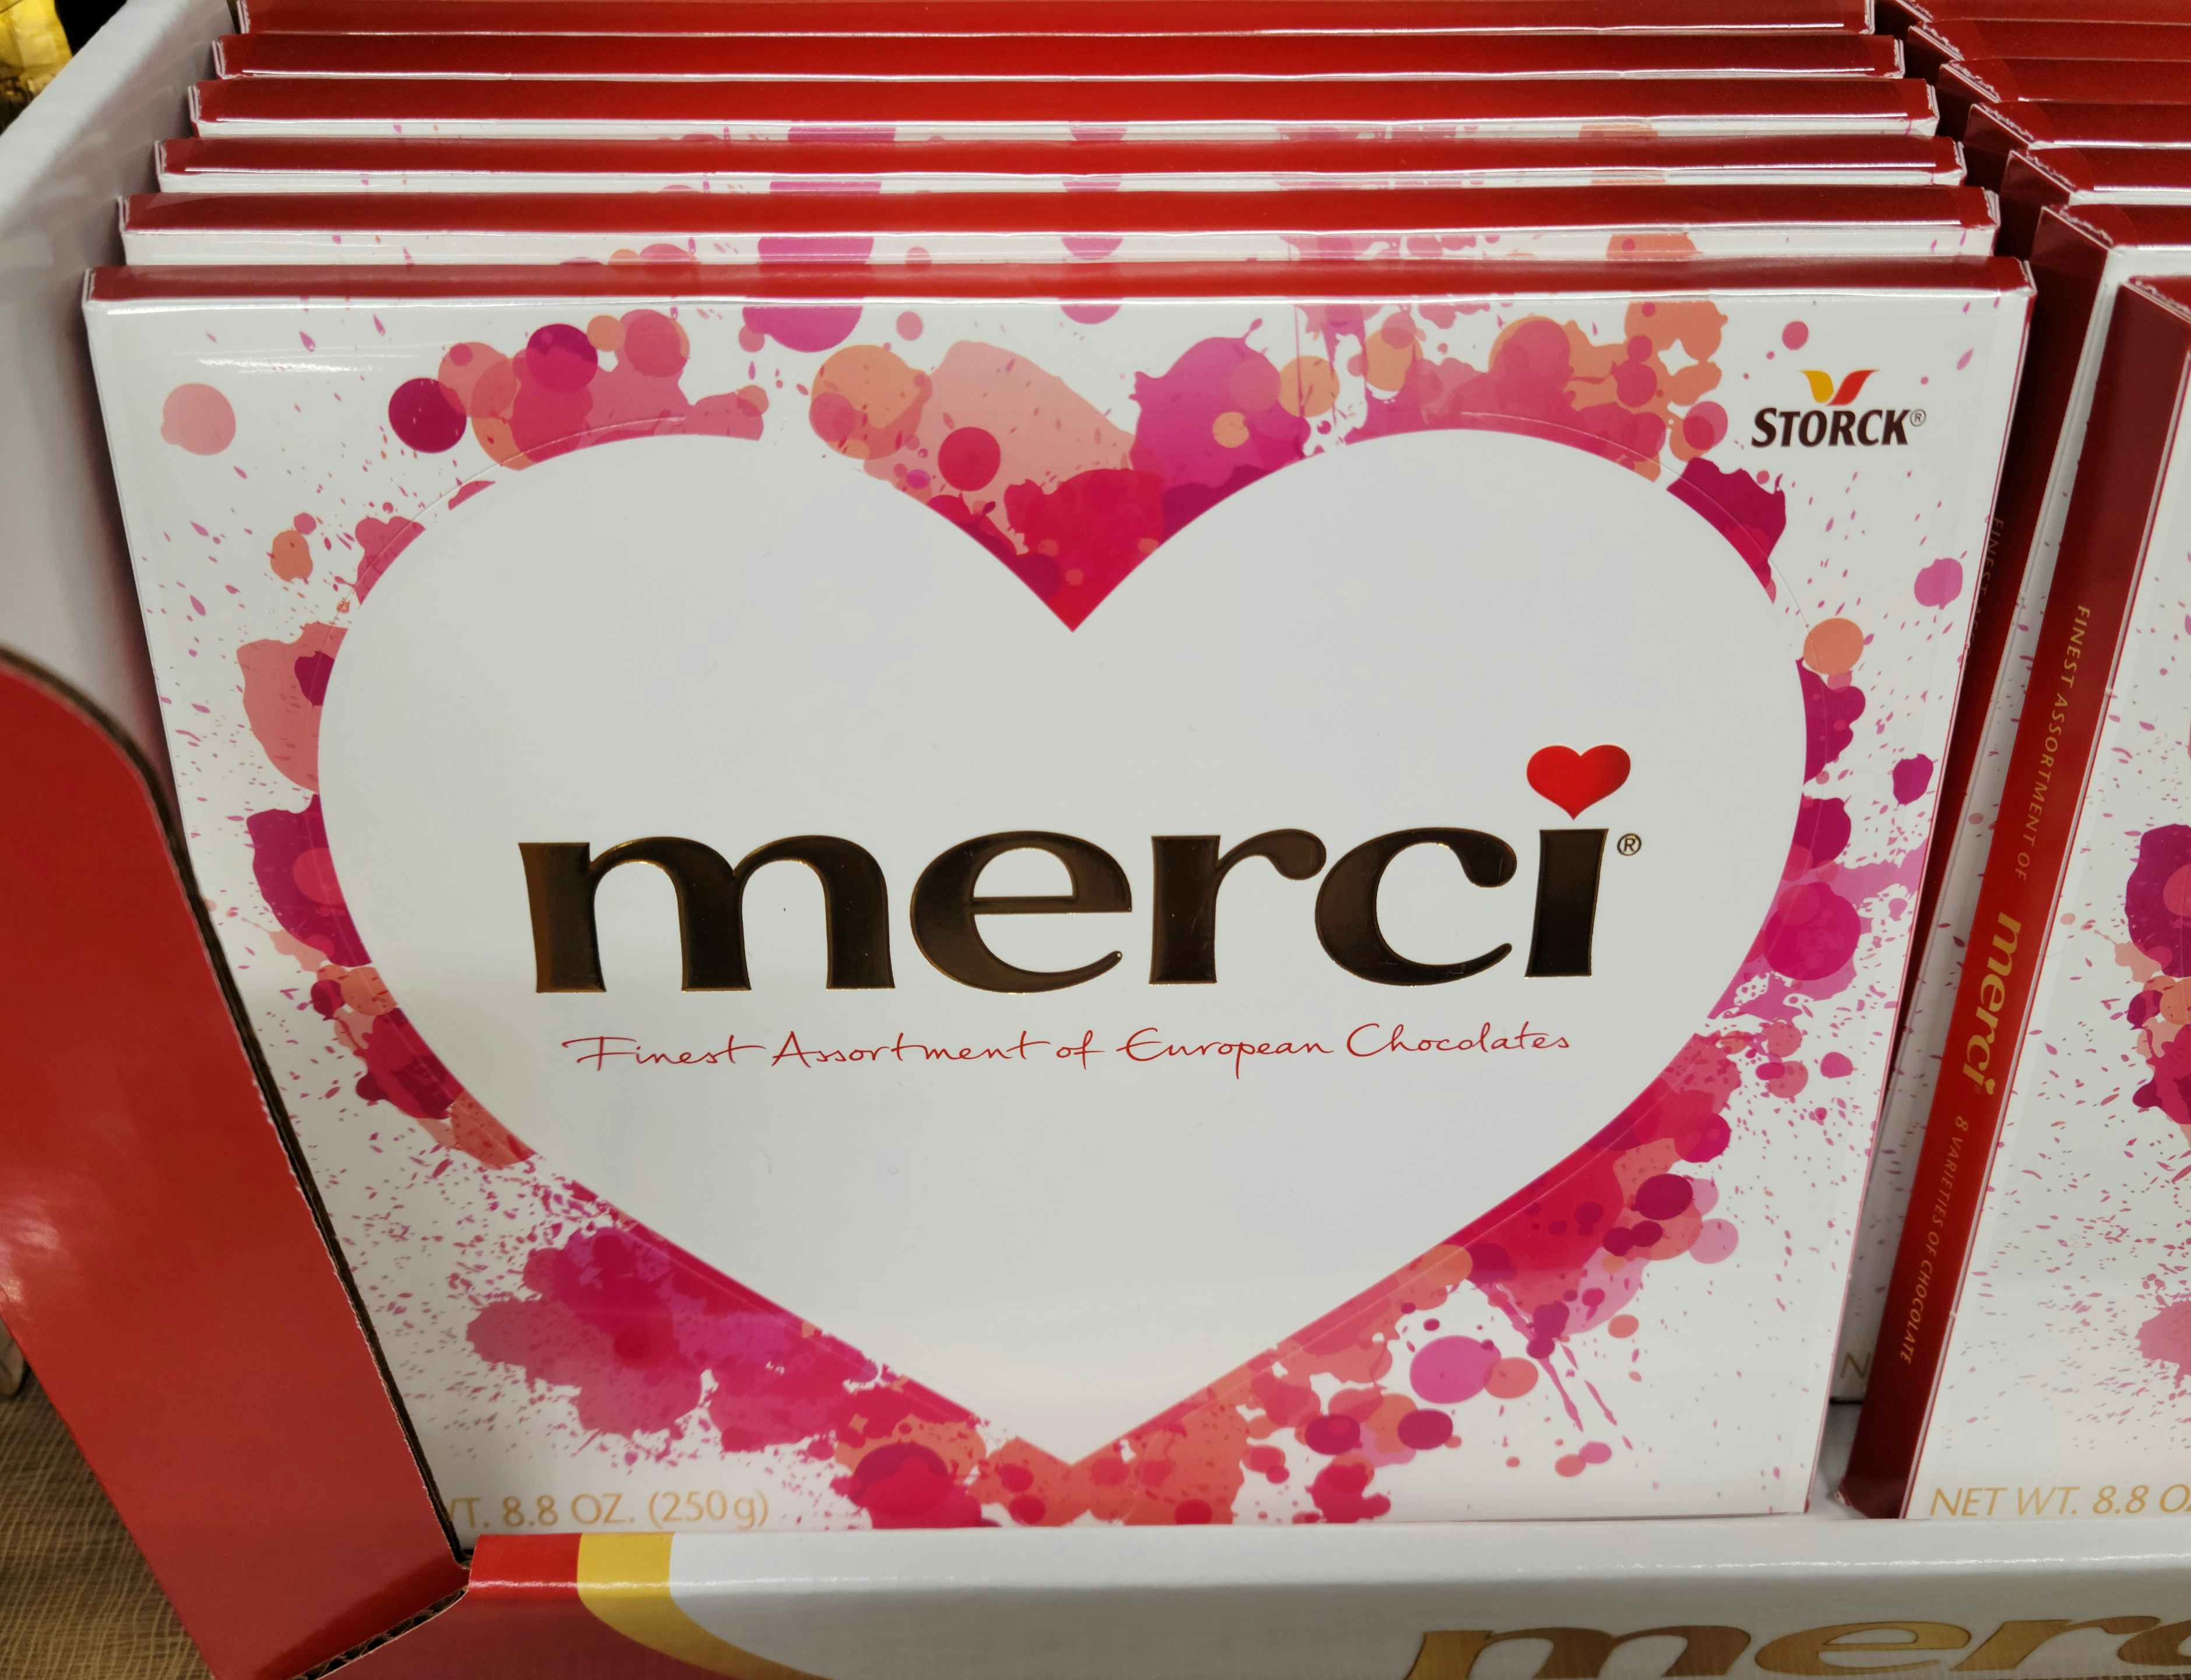 STORCK®
merci®
Finest Assortment of European Chocolates
WT. 8.8 OZ. (250g)
FINEST ASSORTMENT OF merci 8 VARIETIES OF CHOCOLATE
NET WT. 8.8 OZ
merc